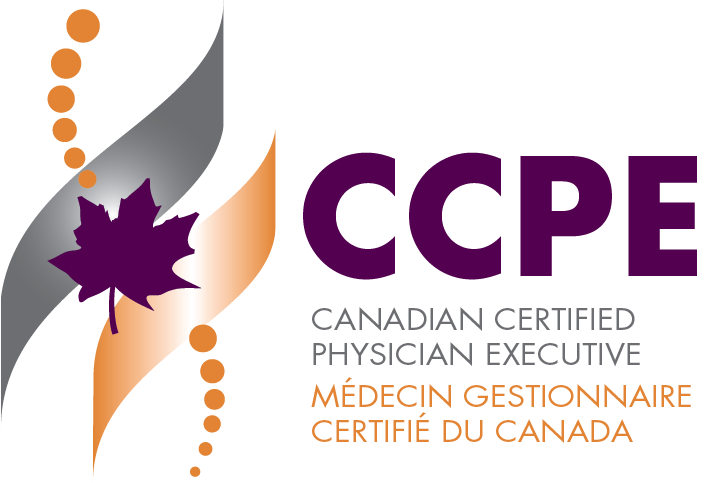 CCPE
CANADIAN CERTIFIED
PHYSICIAN EXECUTIVE
MÉDECIN GESTIONNAIRE
CERTIFIÉ DU CANADA